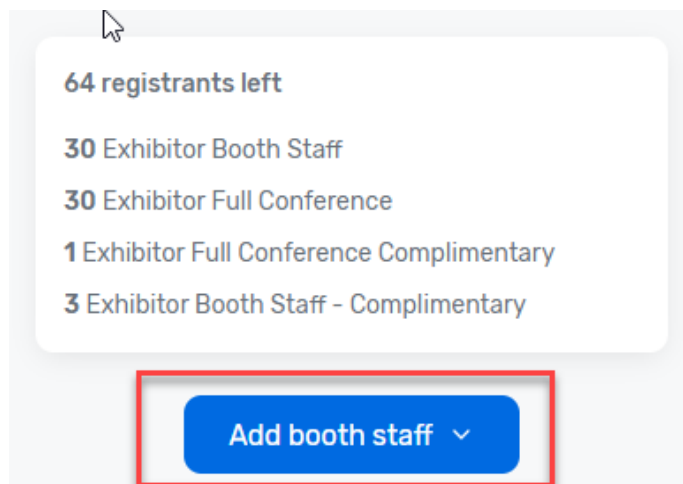 64 registrants left
30 Exhibitor Booth Staff
30 Exhibitor Full Conference
1 Exhibitor Full Conference Complimentary
3 Exhibitor Booth Staff - Complimentary
Add booth staff